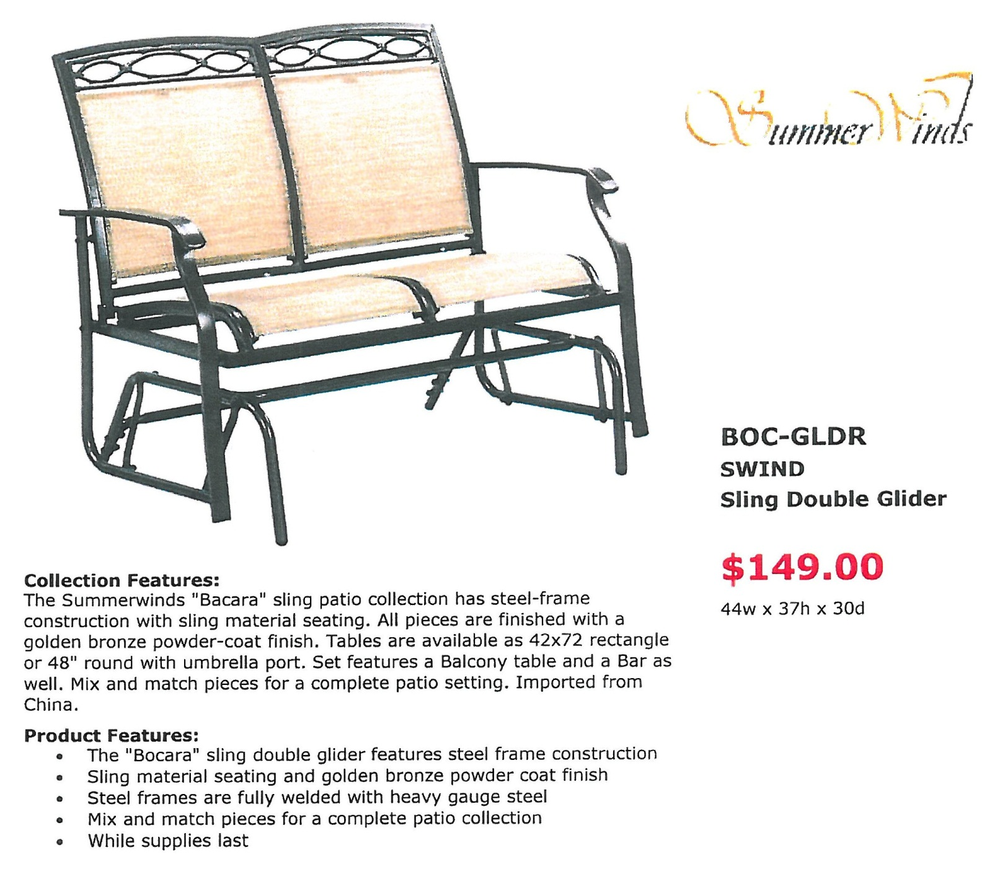 SummerWinds
BOC-GLDR
SWIND
Sling Double Glider
$149.00
44w x 37h x 30d
Collection Features:
The Summerwinds "Bacara" sling patio collection has steel-frame
construction with sling material seating. All pieces are finished with a
golden bronze powder-coat finish. Tables are available as 42x72 rectangle
or 48" round with umbrella port. Set features a Balcony table and a Bar as
well. Mix and match pieces for a complete patio setting. Imported from
China.
Product Features:
• The "Bocara" sling double glider features steel frame construction
• Sling material seating and golden bronze powder coat finish
• Steel frames are fully welded with heavy gauge steel
• Mix and match pieces for a complete patio collection
• While supplies last